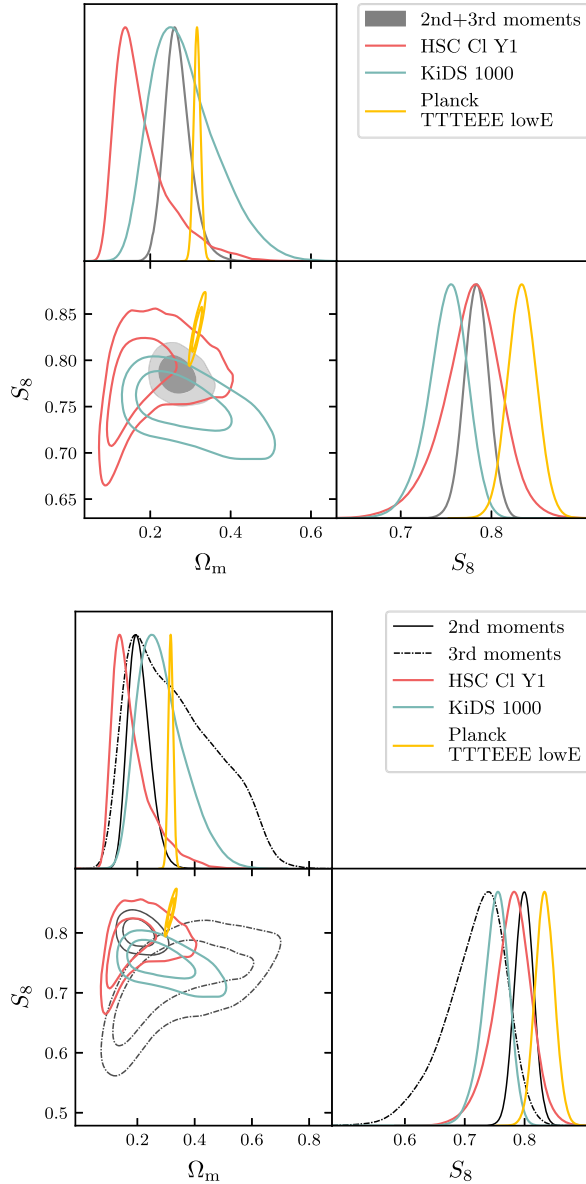 2nd+3rd moments
HSC Cl Y1
KiDS 1000
Planck
TTTEEE lowE
0.85
0.80
0.75
0.70
0.65
S₈
0.2 0.4 0.6
0.7 0.8
Ωₘ S₈
2nd moments
3rd moments
HSC Cl Y1
KiDS 1000
Planck
TTTEEE lowE
0.8
0.7
0.6
0.5
S₈
0.2 0.4 0.6 0.8
0.6 0.7 0.8
Ωₘ S₈